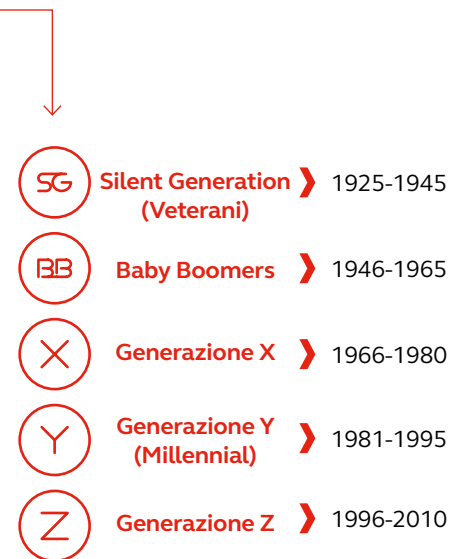 SG Silent Generation 1925-1945
(Veterani)
BB Baby Boomers 1946-1965
X Generazione X 1966-1980
Y Generazione Y 1981-1995
(Millennial)
Z Generazione Z 1996-2010